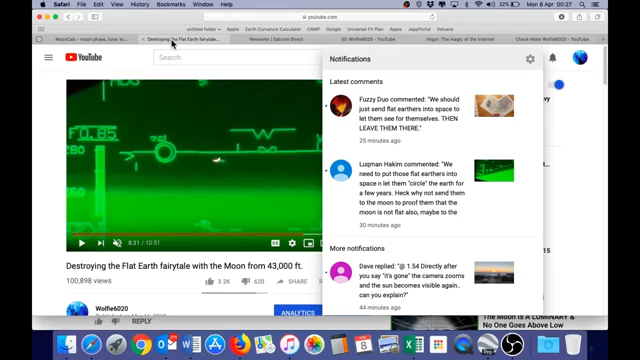 Safari File Edit View History Bookmarks Window Help
Mon 8 Apr 00:27
youtube.com
untitled folder Apple Earth Curvature Calculator CAMP Google Universal Flt Plan Apple JeppPortal Volcano
MoonCalc - moon phase, lunar ec...
Destroying the Flat Earth fairytale...
Networks | Satcom Direct
(6) Wolfie6020 - YouTube
Imgur: The magic of the Internet
Check-Mate Wolfie6020 - YouTube
YouTube
Search
Notifications
Latest comments
Fuzzy Duo commented: "We should
just send flat earthers into space to
let them see for themselves. THEN
LEAVE THEM THERE."
25 minutes ago
Luqman Hakim commented: "We
need to put those flat earthers into
space n let them "circle" the earth for
a few years. Heck why not send them
to the moon to prove them that the
moon is not flat also, maybe to the
30 minutes ago
More notifications
Dave replied: "@ 1.54 Directly after
you say "it's gone" the camera zooms
and the sun becomes visible again..
can you explain?"
44 minutes ago
F 0.85
280
260
8:31 / 10:51
Destroying the Flat Earth fairytale with the Moon from 43,000 ft.
100,898 views
3.2K
620
SHARE
Wolfie6020
ANALYTICS
REPLY
The Moon is a LUMINARY &
No One Goes Above Low